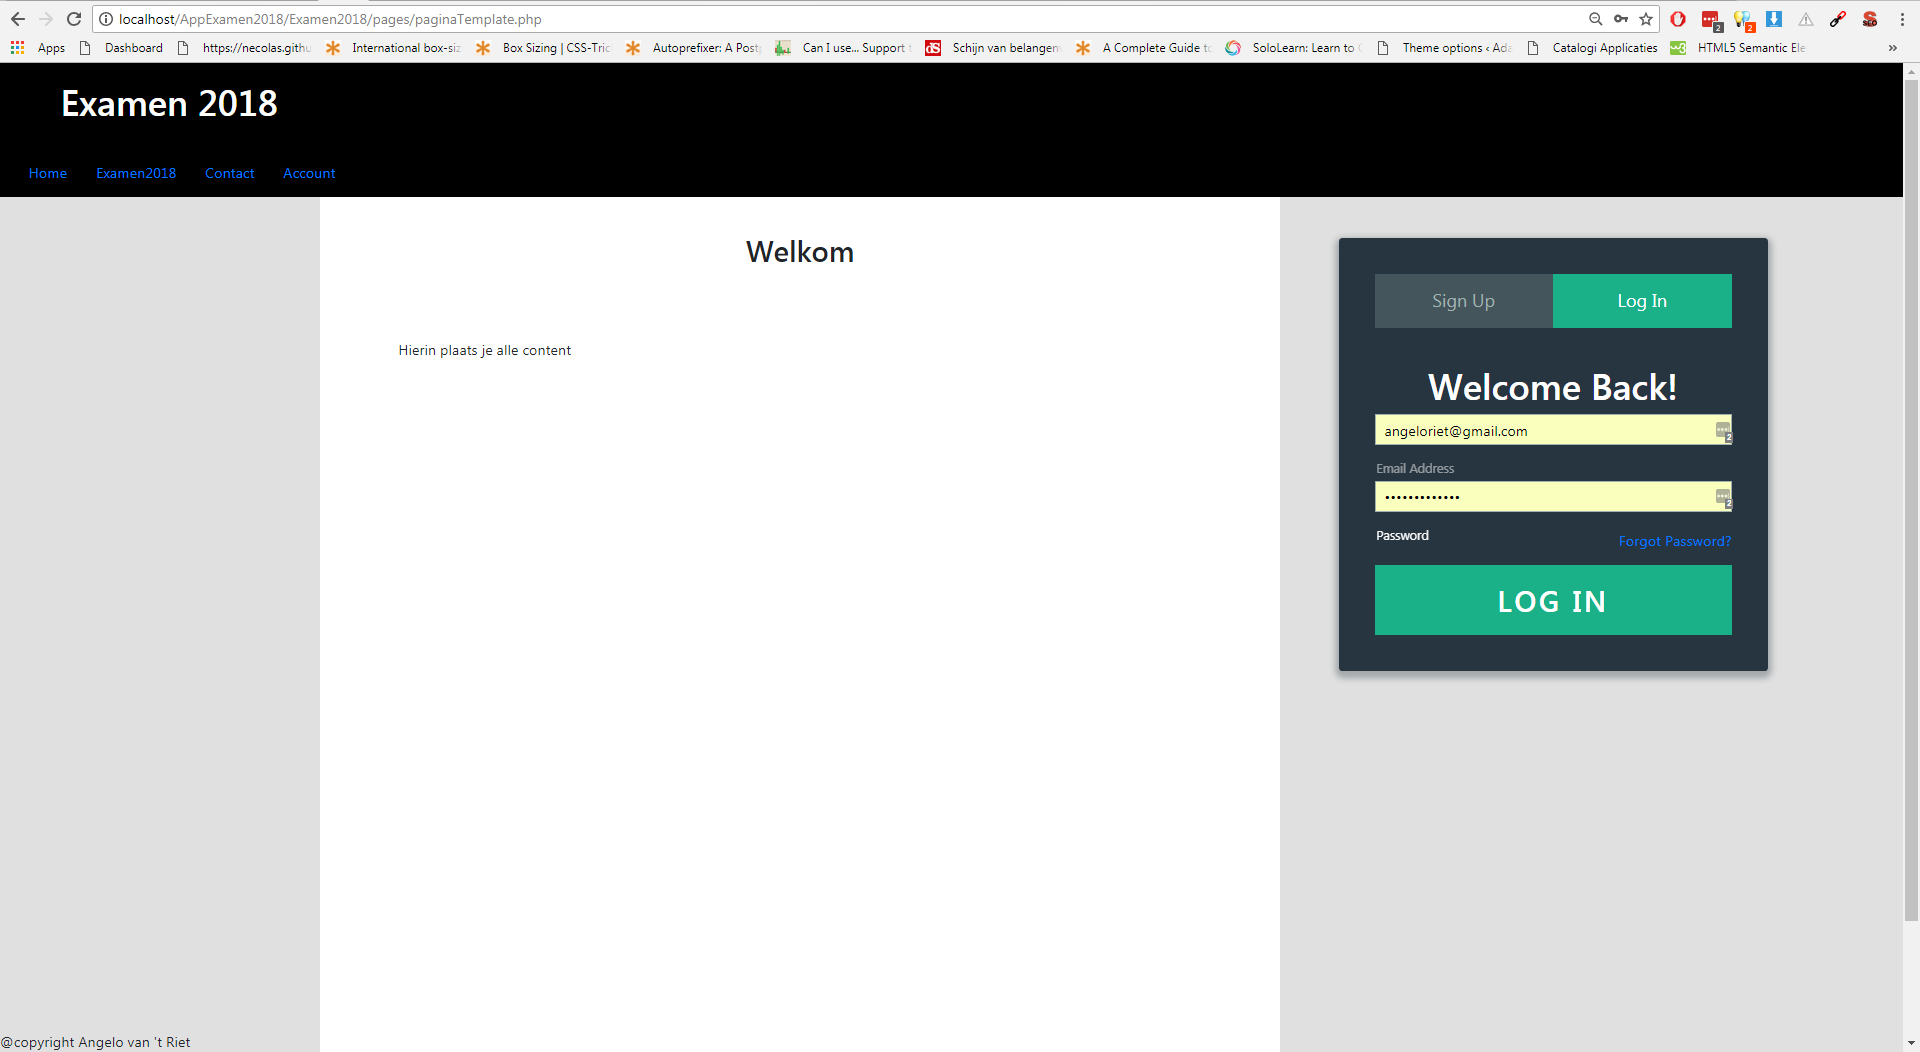 localhost/AppExamen2018/Examen2018/pages/paginaTemplate.php
Apps Dashboard https://necolas.githu International box-siz Box Sizing | CSS-Tric Autoprefixer: A Post Can I use... Support t Schijn van belangen A Complete Guide to SoloLearn: Learn to Theme options ‹ Ada Catalogi Applicaties HTML5 Semantic Ele »
Examen 2018
Home Examen2018 Contact Account
Welkom
Hierin plaats je alle content
Sign Up Log In
Welcome Back!
angeloriet@gmail.com
Email Address
•••••••••••••
Password Forgot Password?
LOG IN
@copyright Angelo van 't Riet